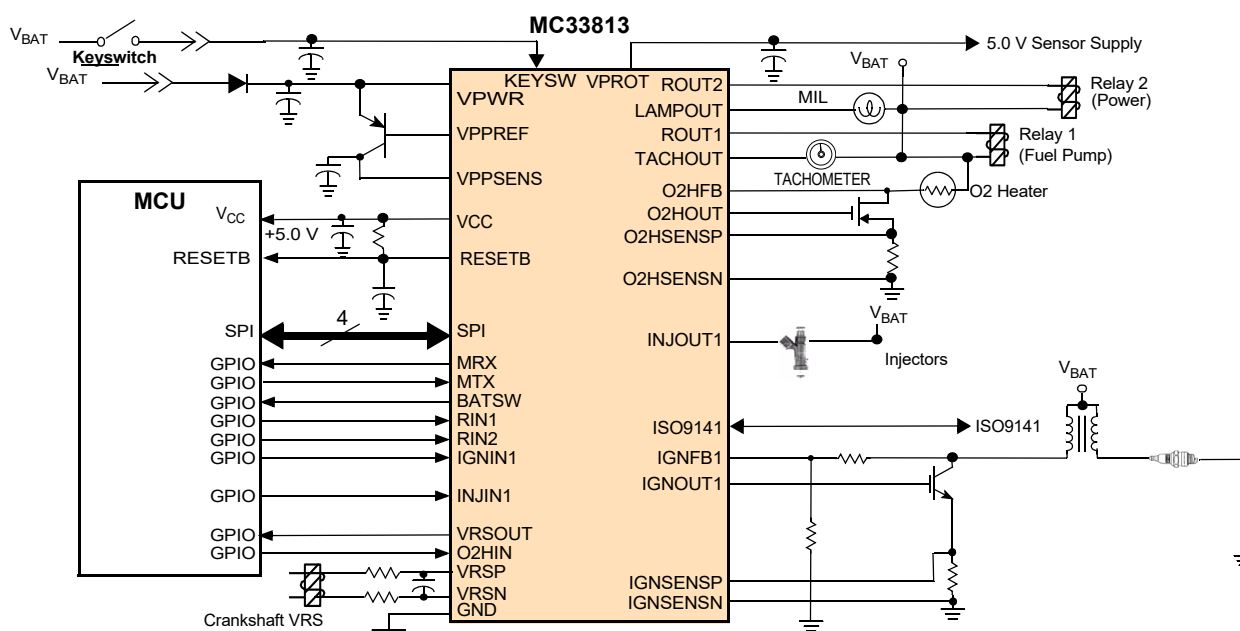 MC33813
VBAT
Keyswitch
VBAT
5.0 V Sensor Supply
KEYSW
VPROT
VPWR
VPPREF
VPPSENS
VCC
RESETB
SPI
MRX
MTX
BATSW
RIN1
RIN2
IGNIN1
INJIN1
VRSOUT
O2HIN
VRSP
VRSN
GND
ROUT2
LAMPOUT
ROUT1
TACHOUT
O2HFB
O2HOUT
O2HSENSP
O2HSENSN
INJOUT1
ISO9141
IGNFB1
IGNOUT1
IGNSENSP
IGNSENSN
MCU
VCC
+5.0 V
RESETB
SPI
4
GPIO
GPIO
GPIO
GPIO
GPIO
GPIO
GPIO
GPIO
GPIO
Crankshaft VRS
VBAT
MIL
Relay 2
(Power)
Relay 1
(Fuel Pump)
TACHOMETER
O2 Heater
VBAT
Injectors
VBAT
ISO9141